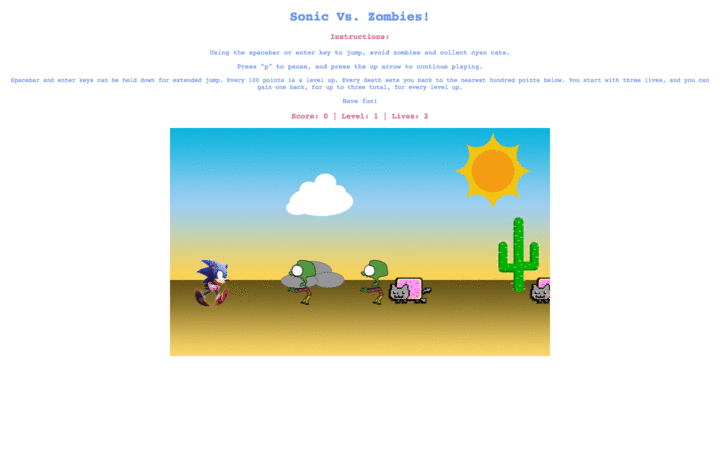 Sonic Vs. Zombies!
Instructions:
Using the spacebar or enter key to jump, avoid zombies and collect nyan cats.
Press "p" to pause, and press the up arrow to continue playing.
Spacebar and enter keys can be held down for extended jump. Every 100 points is a level up. Every death sets you back to the nearest hundred points below. You start with three lives, and you can
gain one back, for up to three total, for every level up.
Have fun!
Score: 0 | Level: 1 | Lives: 3